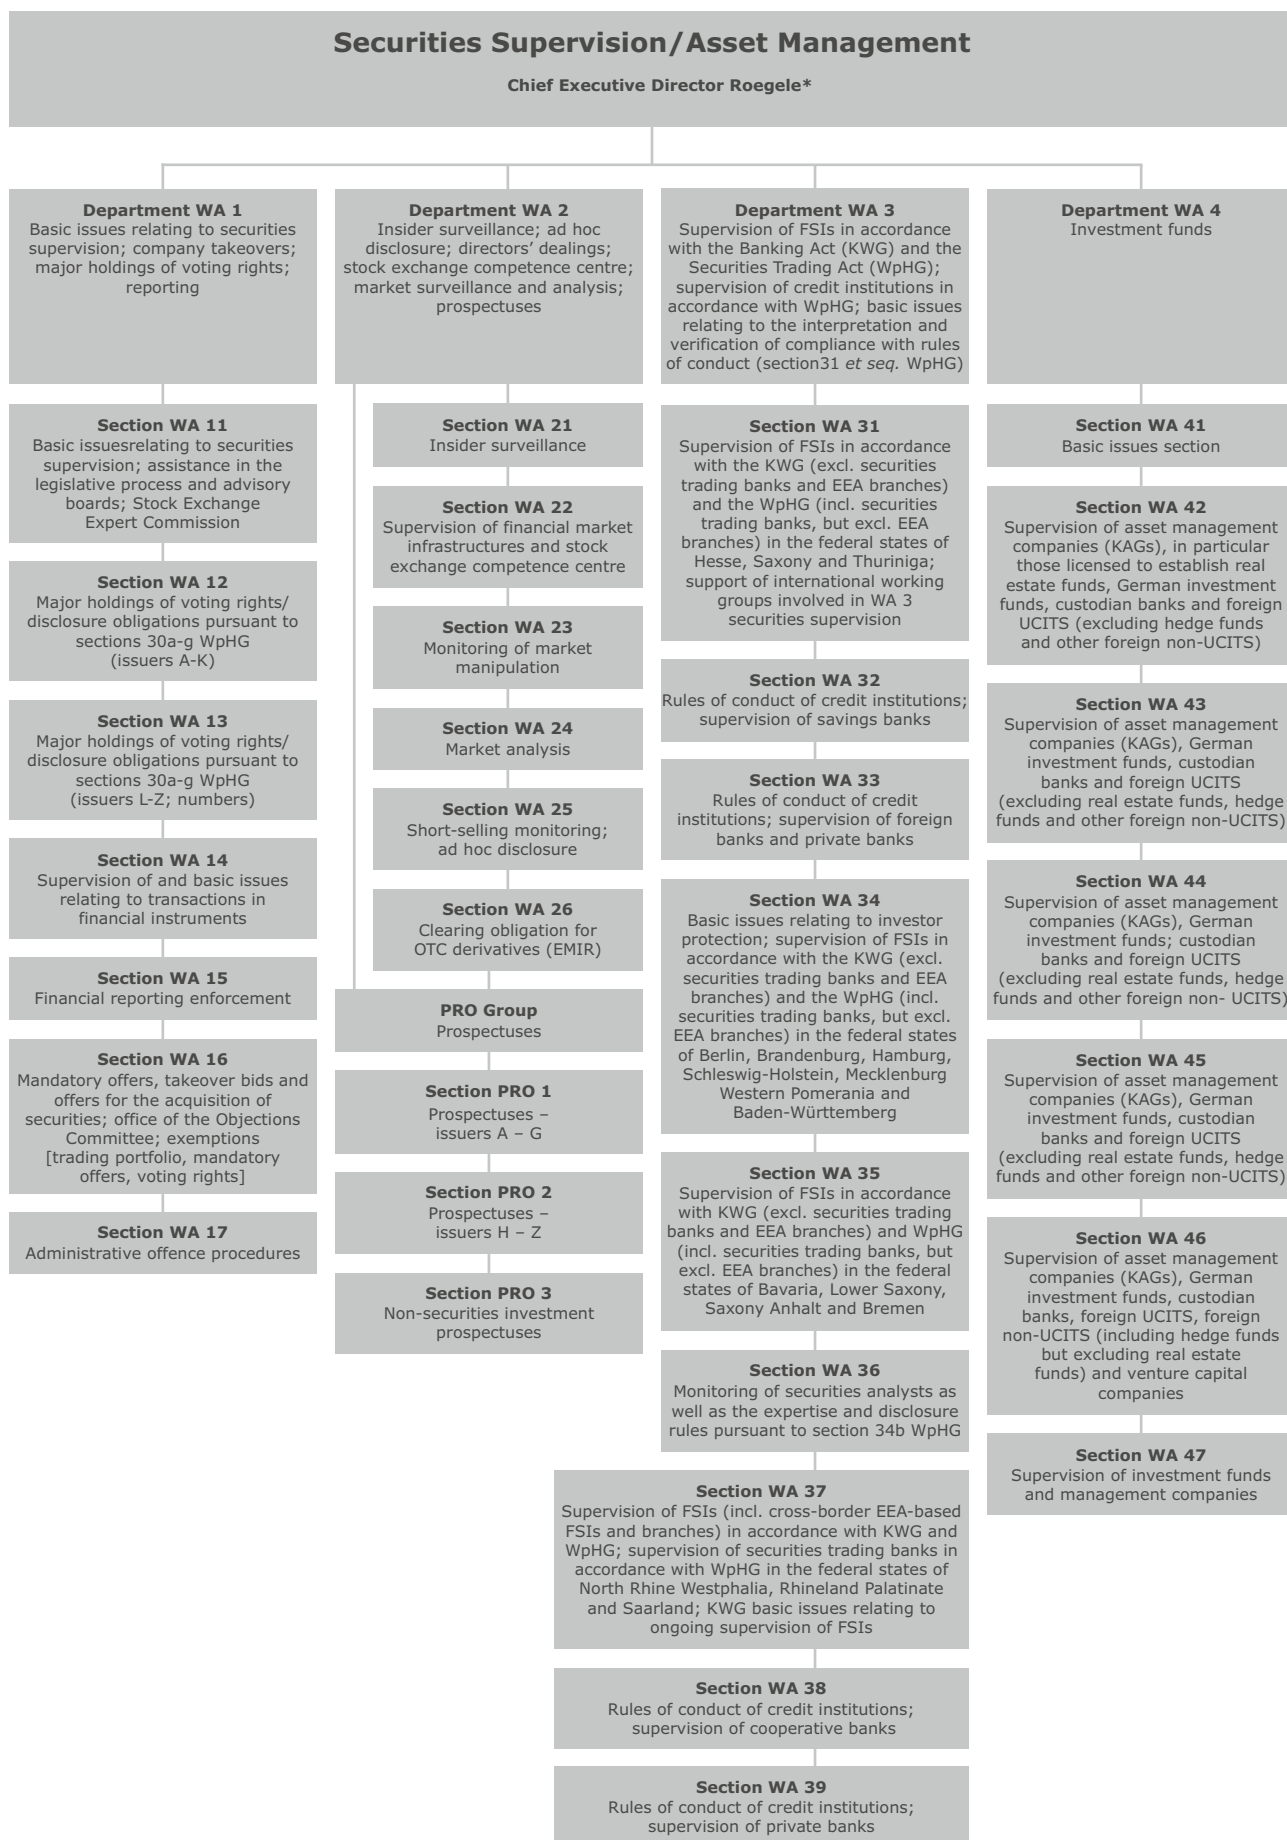 Securities Supervision/Asset Management
Chief Executive Director Roegele*
Department WA 1
Basic issues relating to securities
supervision; company takeovers;
major holdings of voting rights;
reporting
Section WA 11
Basic issuesrelating to securities
supervision; assistance in the
legislative process and advisory
boards; Stock Exchange
Expert Commission
Section WA 12
Major holdings of voting rights/
disclosure obligations pursuant to
sections 30a-g WpHG
(issuers A-K)
Section WA 13
Major holdings of voting rights/
disclosure obligations pursuant to
sections 30a-g WpHG
(issuers L-Z; numbers)
Section WA 14
Supervision of and basic issues
relating to transactions in
financial instruments
Section WA 15
Financial reporting enforcement
Section WA 16
Mandatory offers, takeover bids and
offers for the acquisition of
securities; office of the Objections
Committee; exemptions
[trading portfolio, mandatory
offers, voting rights]
Section WA 17
Administrative offence procedures
Department WA 2
Insider surveillance; ad hoc
disclosure; directors’ dealings;
stock exchange competence centre;
market surveillance and analysis;
prospectuses
Section WA 21
Insider surveillance
Section WA 22
Supervision of financial market
infrastructures and stock
exchange competence centre
Section WA 23
Monitoring of market
manipulation
Section WA 24
Market analysis
Section WA 25
Short-selling monitoring;
ad hoc disclosure
Section WA 26
Clearing obligation for
OTC derivatives (EMIR)
PRO Group
Prospectuses
Section PRO 1
Prospectuses –
issuers A – G
Section PRO 2
Prospectuses –
issuers H – Z
Section PRO 3
Non-securities investment
prospectuses
Department WA 3
Supervision of FSIs in accordance
with the Banking Act (KWG) and the
Securities Trading Act (WpHG);
supervision of credit institutions in
accordance with WpHG; basic issues
relating to the interpretation and
verification of compliance with rules
of conduct (section31 et seq. WpHG)
Section WA 31
Supervision of FSIs in accordance
with the KWG (excl. securities
trading banks and EEA branches)
and the WpHG (incl. securities
trading banks, but excl. EEA
branches) in the federal states of
Hesse, Saxony and Thuriniga;
support of international working
groups involved in WA 3
securities supervision
Section WA 32
Rules of conduct of credit institutions;
supervision of savings banks
Section WA 33
Rules of conduct of credit
institutions; supervision of foreign
banks and private banks
Section WA 34
Basic issues relating to investor
protection; supervision of FSIs in
accordance with the KWG (excl.
securities trading banks and EEA
branches) and the WpHG (incl.
securities trading banks, but excl.
EEA branches) in the federal states
of Berlin, Brandenburg, Hamburg,
Schleswig-Holstein, Mecklenburg
Western Pomerania and
Baden-Württemberg
Section WA 35
Supervision of FSIs in accordance
with KWG (excl. securities trading
banks and EEA branches) and WpHG
(incl. securities trading banks, but
excl. EEA branches) in the federal
states of Bavaria, Lower Saxony,
Saxony Anhalt and Bremen
Section WA 36
Monitoring of securities analysts as
well as the expertise and disclosure
rules pursuant to section 34b WpHG
Section WA 37
Supervision of FSIs (incl. cross-border EEA-based
FSIs and branches) in accordance with KWG and
WpHG; supervision of securities trading banks in
accordance with WpHG in the federal states of
North Rhine Westphalia, Rhineland Palatinate
and Saarland; KWG basic issues relating to
ongoing supervision of FSIs
Section WA 38
Rules of conduct of credit institutions;
supervision of cooperative banks
Section WA 39
Rules of conduct of credit institutions;
supervision of private banks
Department WA 4
Investment funds
Section WA 41
Basic issues section
Section WA 42
Supervision of asset management
companies (KAGs), in particular
those licensed to establish real
estate funds, German investment
funds, custodian banks and foreign
UCITS (excluding hedge funds
and other foreign non-UCITS)
Section WA 43
Supervision of asset management
companies (KAGs), German
investment funds, custodian
banks and foreign UCITS
(excluding real estate funds, hedge
funds and other foreign non-UCITS)
Section WA 44
Supervision of asset management
companies (KAGs), German
investment funds; custodian
banks and foreign UCITS
(excluding real estate funds, hedge
funds and other foreign non- UCITS)
Section WA 45
Supervision of asset management
companies (KAGs), German
investment funds, custodian
banks and foreign UCITS
(excluding real estate funds, hedge
funds and other foreign non-UCITS)
Section WA 46
Supervision of asset management
companies (KAGs), German
investment funds, custodian
banks, foreign UCITS, foreign
non-UCITS (including hedge funds
but excluding real estate
funds) and venture capital
companies
Section WA 47
Supervision of investment funds
and management companies